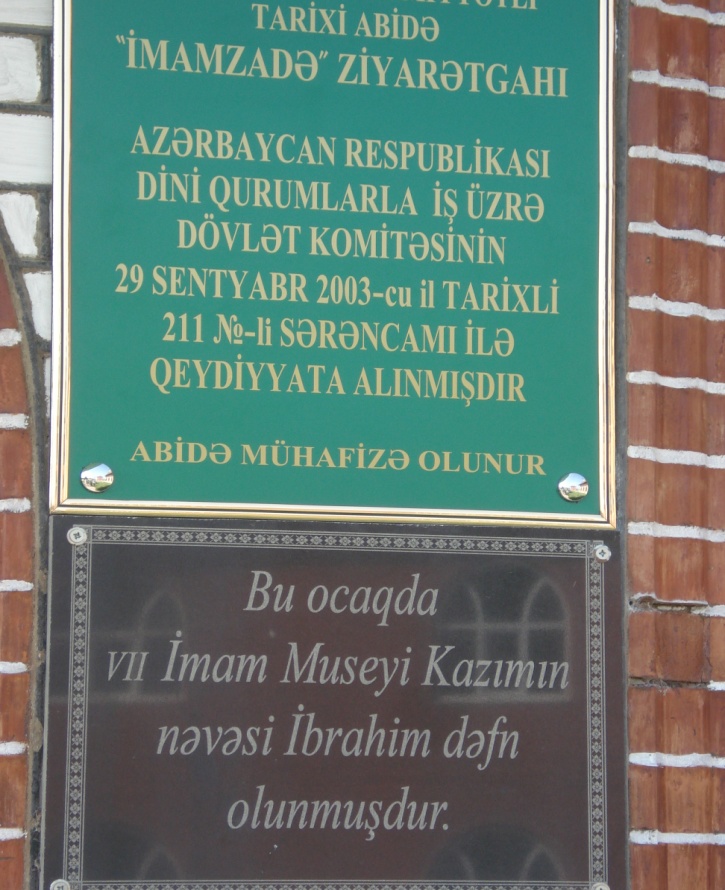 TARİXİ ABİDƏ
"İMAMZADƏ" ZİYARƏTGAHI
AZƏRBAYCAN RESPUBLİKASI
DİNİ QURUMLARLA İŞ ÜZRƏ
DÖVLƏT KOMİTƏSİNİN
29 SENTYABR 2003-cu il TARİXLİ
211 №-li SƏRƏNCAMI İLƏ
QEYDİYYATA ALINMIŞDIR
ABİDƏ MÜHAFİZƏ OLUNUR
Bu ocaqda
VII İmam Museyi Kazımın
nəvəsi İbrahim dəfn
olunmuşdur.